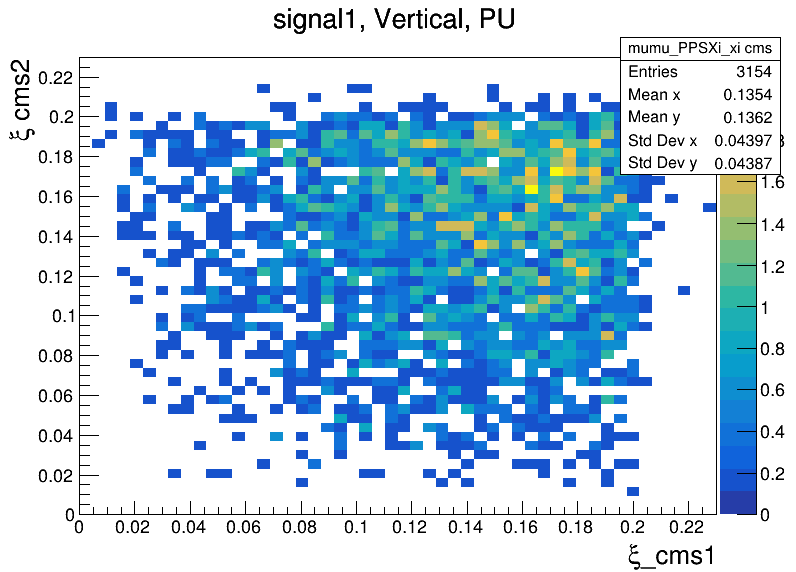 signal1, Vertical, PU
mumu_PPSXi_xi cms
Entries 3154
Mean x 0.1354
Mean y 0.1362
Std Dev x 0.04397
Std Dev y 0.04387
ξ cms2
0.22
0.2
0.18
0.16
0.14
0.12
0.1
0.08
0.06
0.04
0.02
0
1.6
1.4
1.2
1
0.8
0.6
0.4
0.2
0
0 0.02 0.04 0.06 0.08 0.1 0.12 0.14 0.16 0.18 0.2 0.22
ξ_cms1